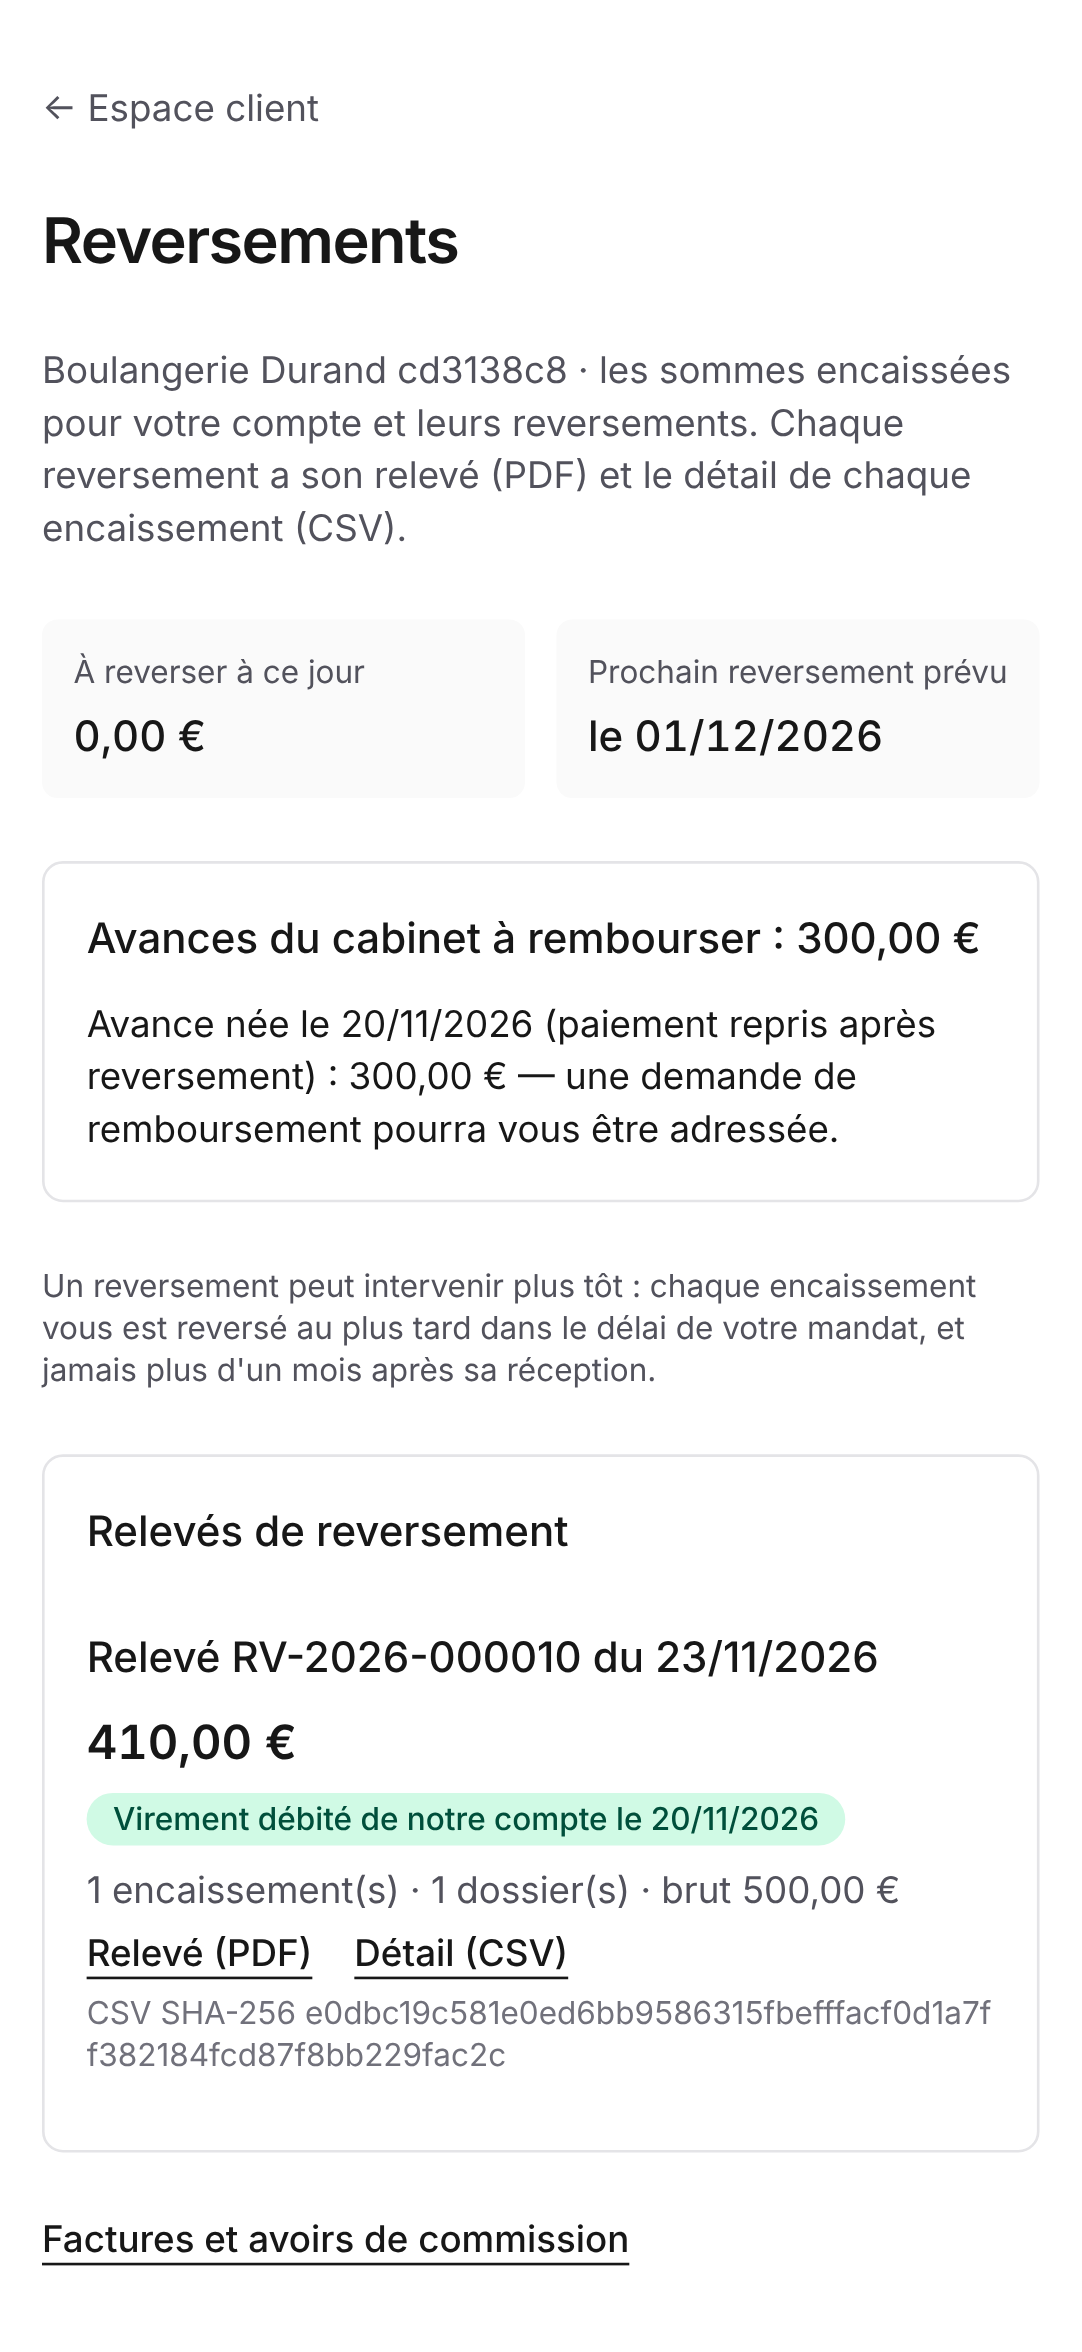 ← Espace client
Reversements
Boulangerie Durand cd3138c8 · les sommes encaissées
pour votre compte et leurs reversements. Chaque
reversement a son relevé (PDF) et le détail de chaque
encaissement (CSV).
À reverser à ce jour
0,00 €
Prochain reversement prévu
le 01/12/2026
Avances du cabinet à rembourser : 300,00 €
Avance née le 20/11/2026 (paiement repris après
reversement) : 300,00 € — une demande de
remboursement pourra vous être adressée.
Un reversement peut intervenir plus tôt : chaque encaissement
vous est reversé au plus tard dans le délai de votre mandat, et
jamais plus d'un mois après sa réception.
Relevés de reversement
Relevé RV-2026-000010 du 23/11/2026
410,00 €
Virement débité de notre compte le 20/11/2026
1 encaissement(s) · 1 dossier(s) · brut 500,00 €
Relevé (PDF) Détail (CSV)
CSV SHA-256 e0dbc19c581e0ed6bb9586315fbefffacf0d1a7f
f382184fcd87f8bb229fac2c
Factures et avoirs de commission